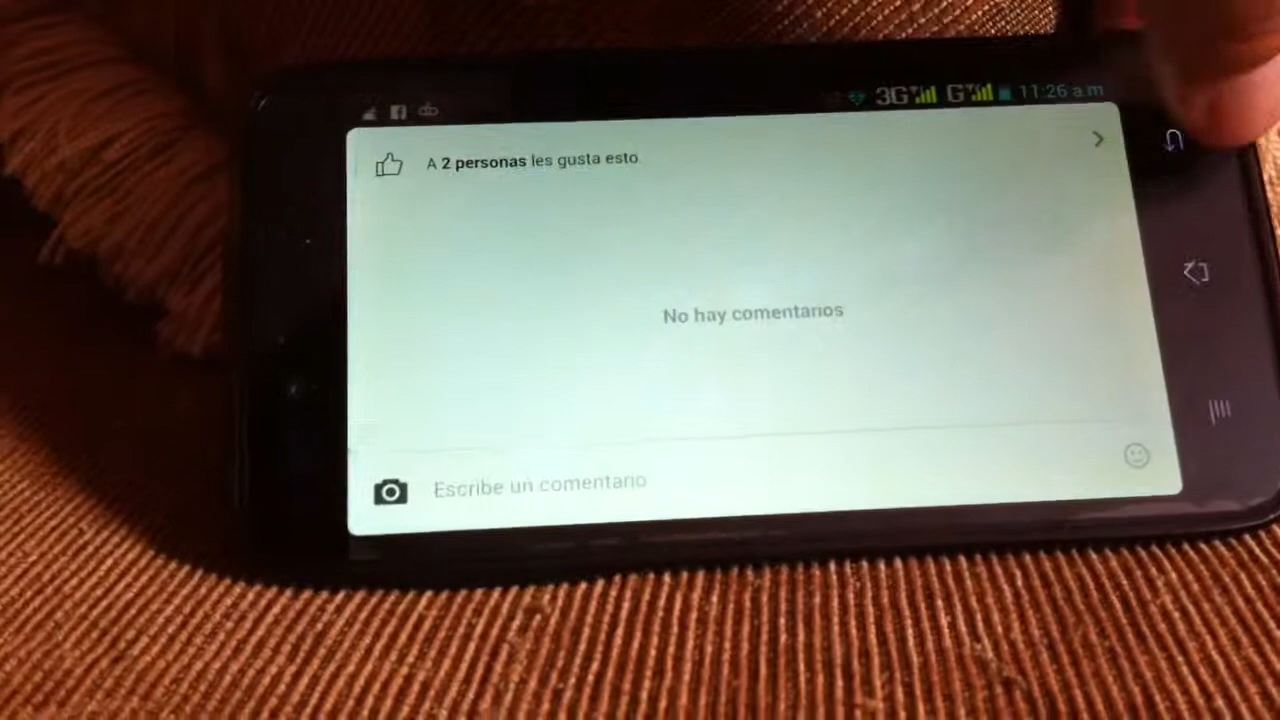 3G G 11:26 a.m
A 2 personas les gusta esto.
No hay comentarios
Escribe un comentario